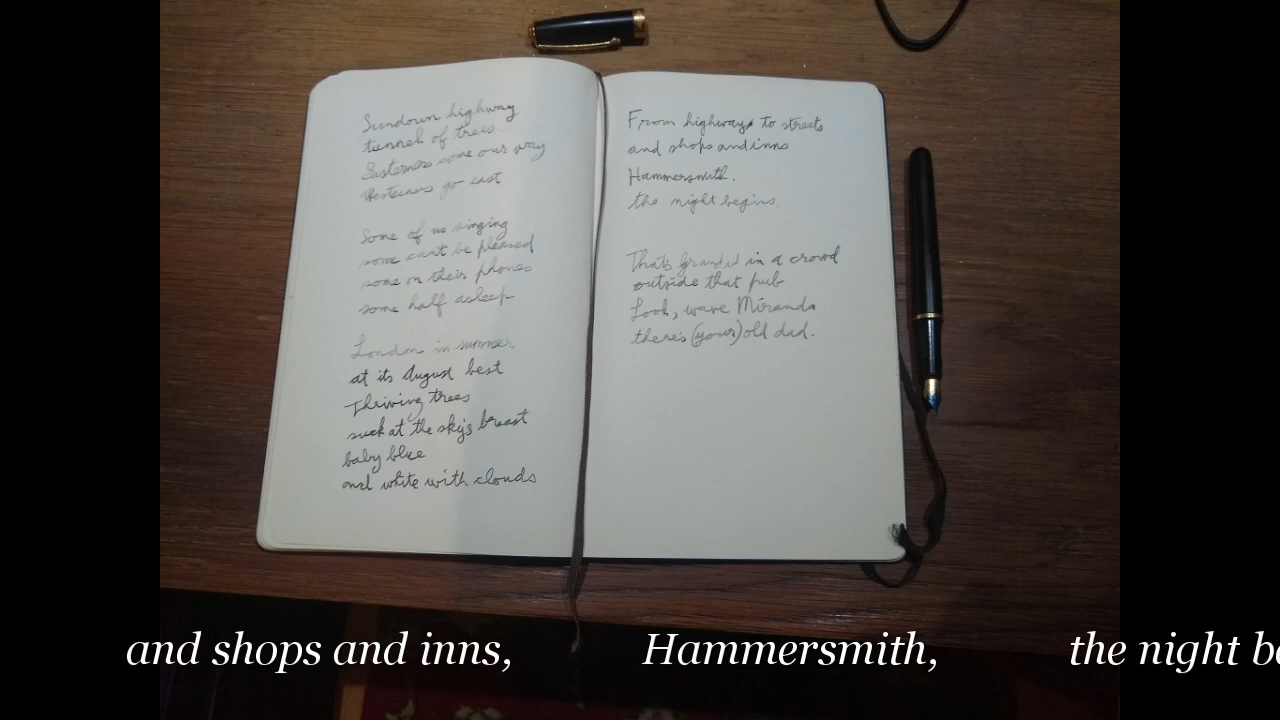 Sundown highway
tunnel of trees.
Easterners come our way
Westerners go east
Some of us singing
some can't be pleased
some on their phones
some half asleep
London in summer
at its August best
Thriving trees
suck at the sky's breast
baby blue
and white with clouds
From highways to streets
and shops and inns
Hammersmith.
the night begins.
That's grandad in a crowd
outside that pub
Look, wave Miranda
there's (your) old dad.
and shops and inns, Hammersmith, the night be